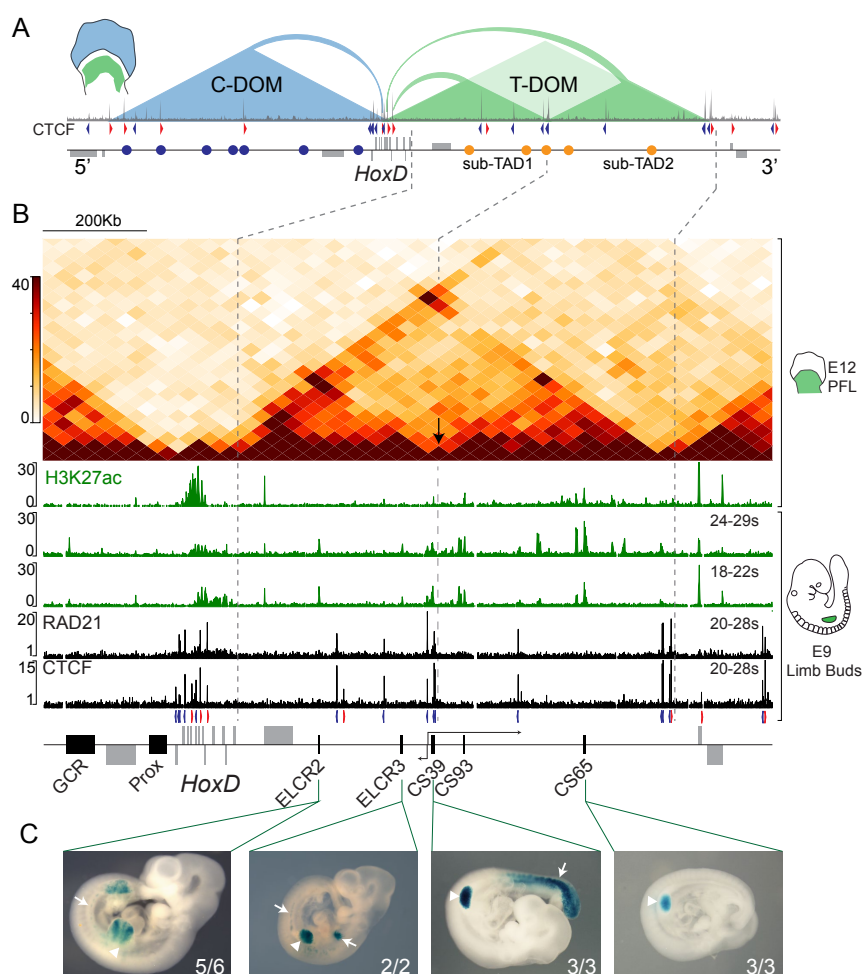 A
C-DOM
T-DOM
CTCF
5’
HoxD
sub-TAD1
sub-TAD2
3’
B
200Kb
40
0
E12
PFL
30
0
H3K27ac
30
0
24-29s
30
0
18-22s
20
1
RAD21
20-28s
15
1
CTCF
20-28s
E9
Limb Buds
GCR
Prox
HoxD
ELCR2
ELCR3
CS39
CS93
CS65
C
5/6
2/2
3/3
3/3